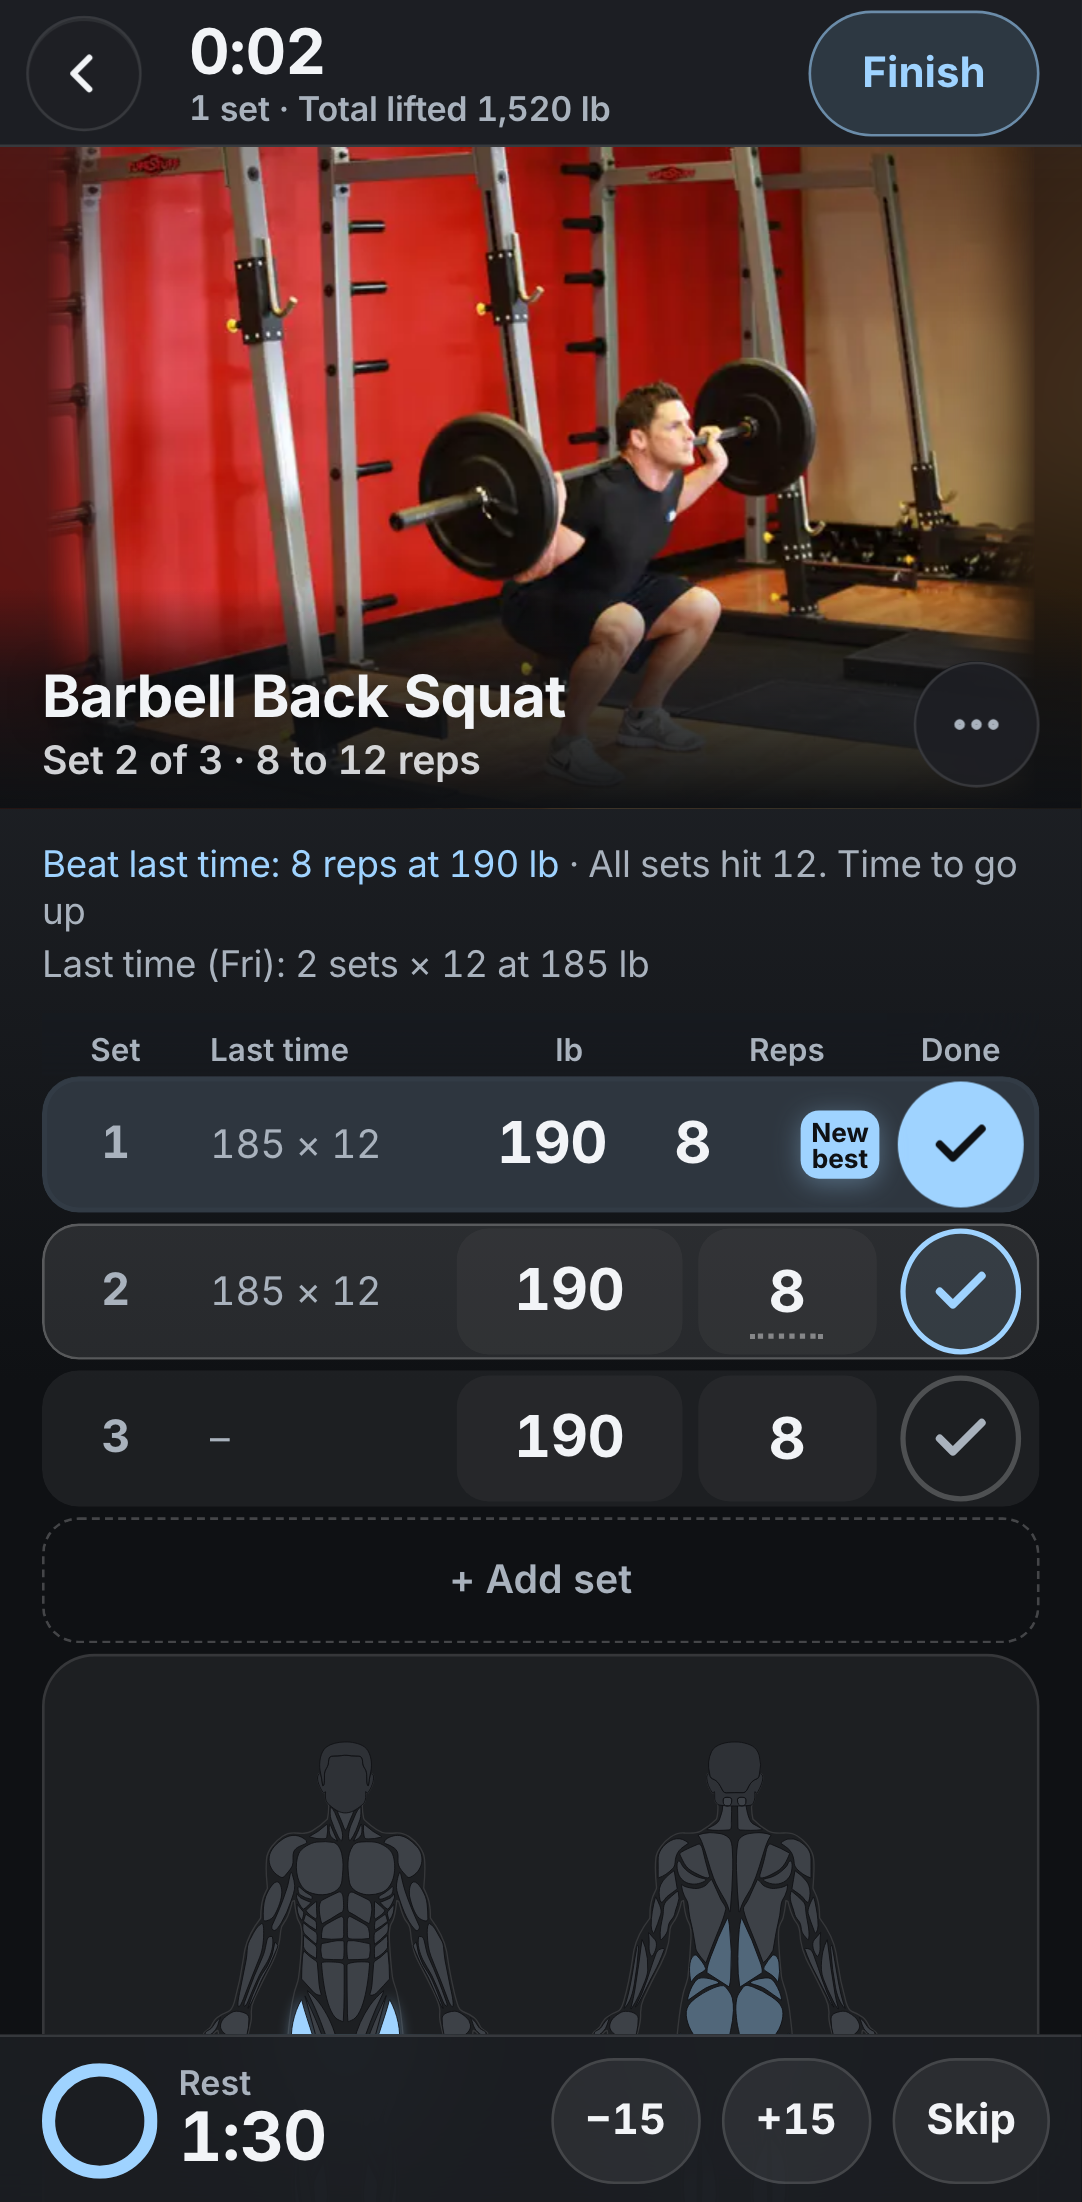 0:02
1 set · Total lifted 1,520 lb
Finish
Barbell Back Squat
Set 2 of 3 · 8 to 12 reps
Beat last time: 8 reps at 190 lb · All sets hit 12. Time to go
up
Last time (Fri): 2 sets × 12 at 185 lb
Set Last time lb Reps Done
1 185 × 12 190 8 New
best
2 185 × 12 190 8
3 – 190 8
+ Add set
Rest
1:30
−15 +15 Skip